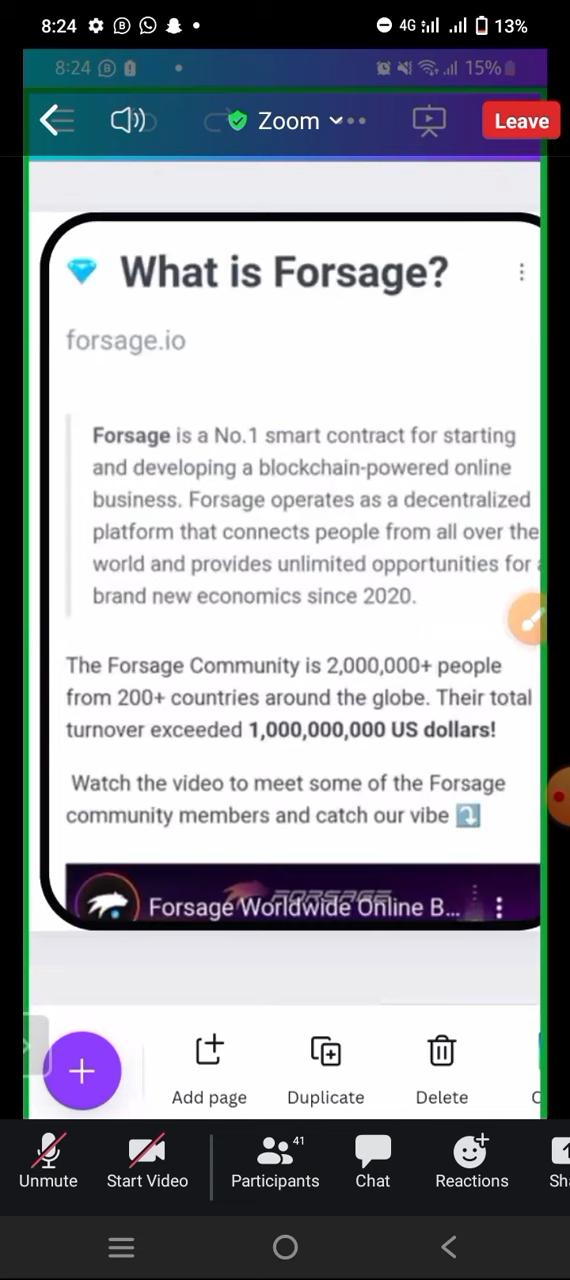 8:24 4G 13%
8:24 15%
Zoom Leave
What is Forsage?
forsage.io
Forsage is a No.1 smart contract for starting
and developing a blockchain-powered online
business. Forsage operates as a decentralized
platform that connects people from all over the
world and provides unlimited opportunities for a
brand new economics since 2020.
The Forsage Community is 2,000,000+ people
from 200+ countries around the globe. Their total
turnover exceeded 1,000,000,000 US dollars!
Watch the video to meet some of the Forsage
community members and catch our vibe
FORSAGE
Forsage Worldwide Online B...
Add page Duplicate Delete C
41
Unmute Start Video Participants Chat Reactions Sh